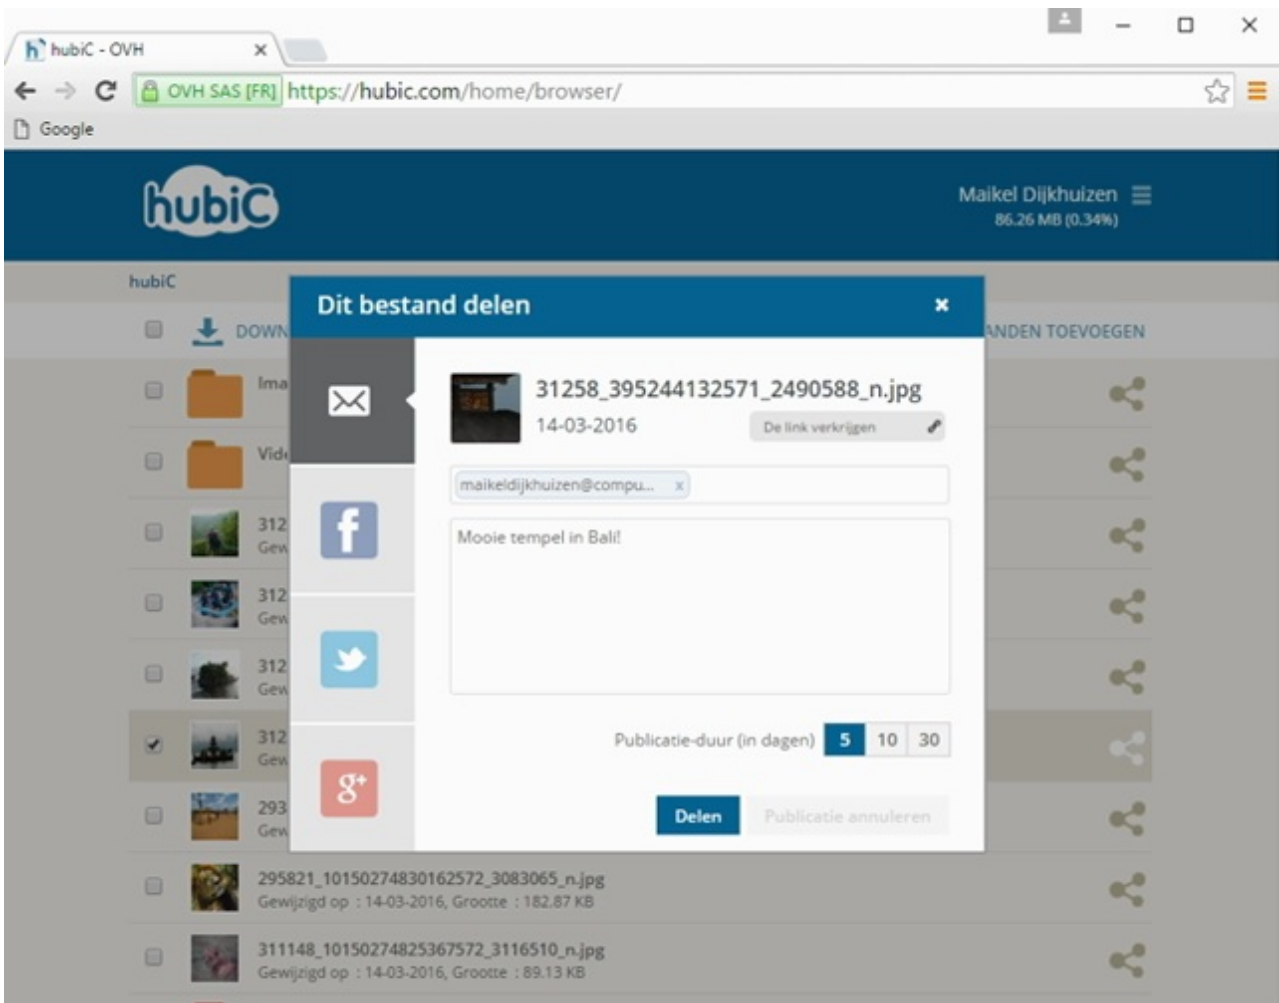 hubiC - OVH
OVH SAS [FR] https://hubic.com/home/browser/
Google
hubiC
Maikel Dijkhuizen
86.26 MB (0.34%)
hubiC
DOWN
ANDEN TOEVOEGEN
Dit bestand delen
Ima
Vide
312
Gew
312
Gew
312
Gew
312
Gew
293
Gew
31258_395244132571_2490588_n.jpg
14-03-2016
De link verkrijgen
maikeldijkhuizen@compu... x
Mooie tempel in Bali!
Publicatie-duur (in dagen) 5 10 30
Delen Publicatie annuleren
295821_10150274830162572_3083065_n.jpg
Gewijzigd op : 14-03-2016, Grootte : 182.87 KB
311148_10150274825367572_3116510_n.jpg
Gewijzigd op : 14-03-2016, Grootte : 89.13 KB